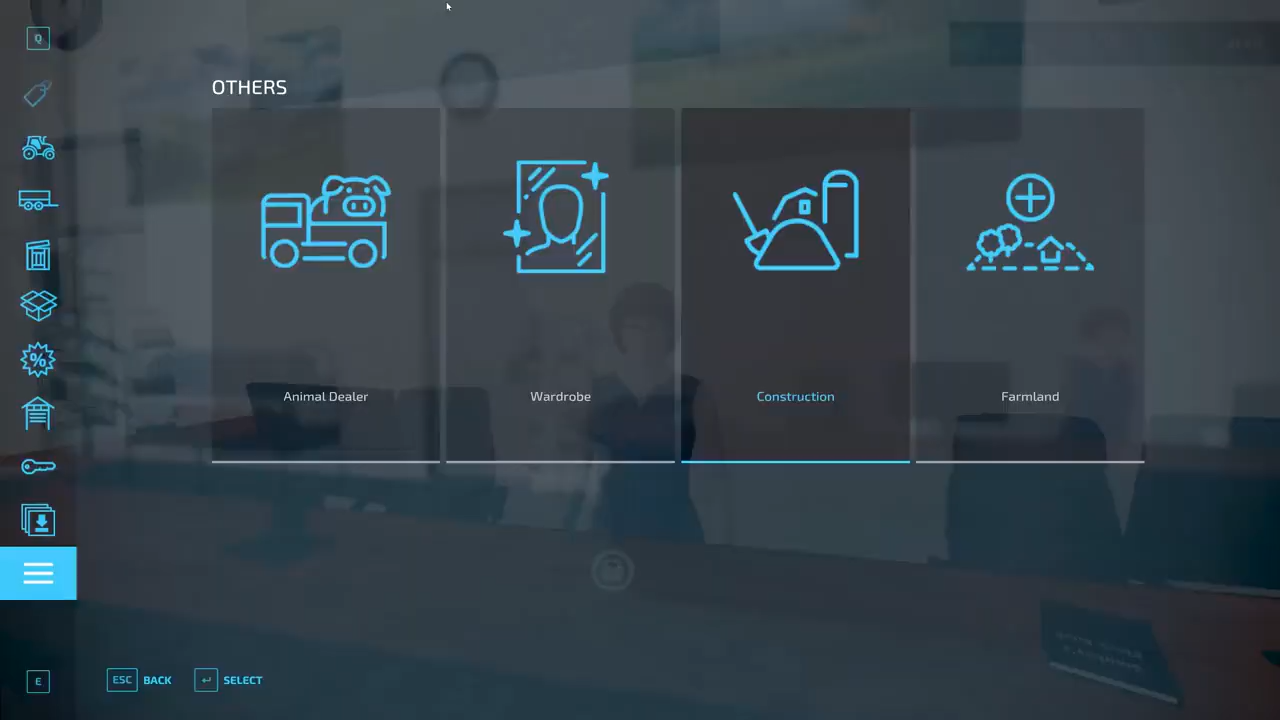 Q
OTHERS
Animal Dealer
Wardrobe
Construction
Farmland
%
E
ESC BACK
↵ SELECT